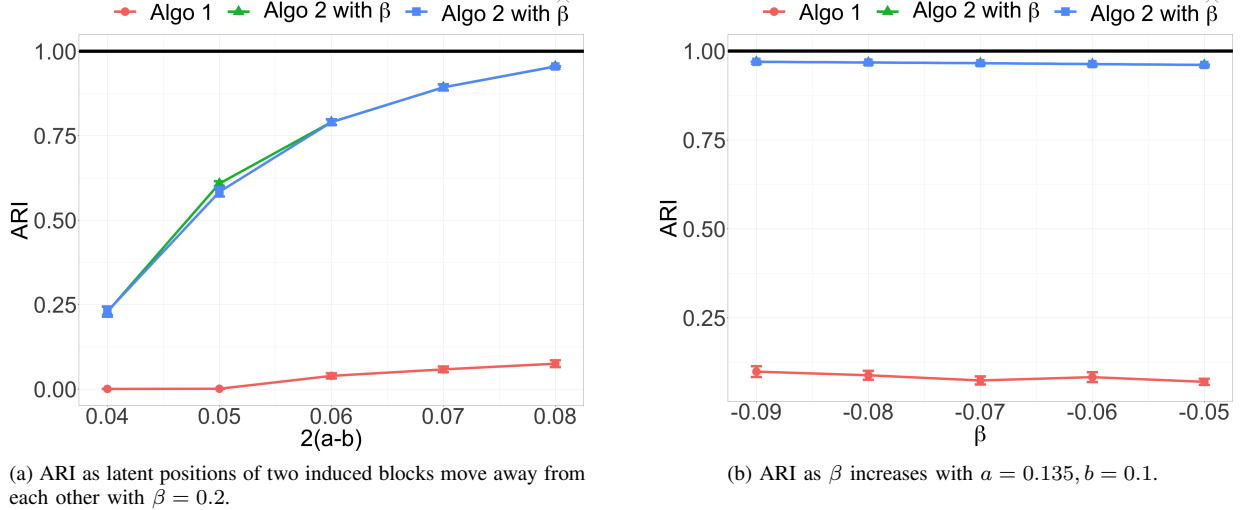 Algo 1 Algo 2 with β Algo 2 with β̂
1.00
0.75
0.50
0.25
0.00
ARI
0.04 0.05 0.06 0.07 0.08
2(a-b)
(a) ARI as latent positions of two induced blocks move away from
each other with β = 0.2.
Algo 1 Algo 2 with β Algo 2 with β̂
1.00
0.75
0.50
0.25
ARI
-0.09 -0.08 -0.07 -0.06 -0.05
β
(b) ARI as β increases with a = 0.135, b = 0.1.